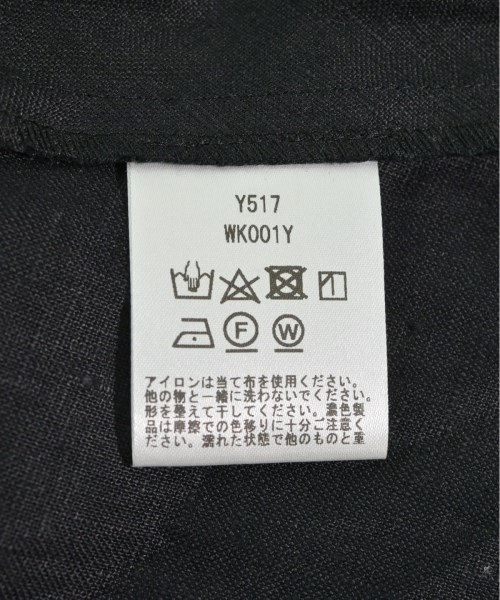 Y517
WK001Y
F W
アイロンは当て布を使用ください。
他の物と一緒に洗わないでください。
形を整えて干してください。濃色製
品は摩擦での色移りに十分ご注意く
ださい。濡れた状態で他のものと重